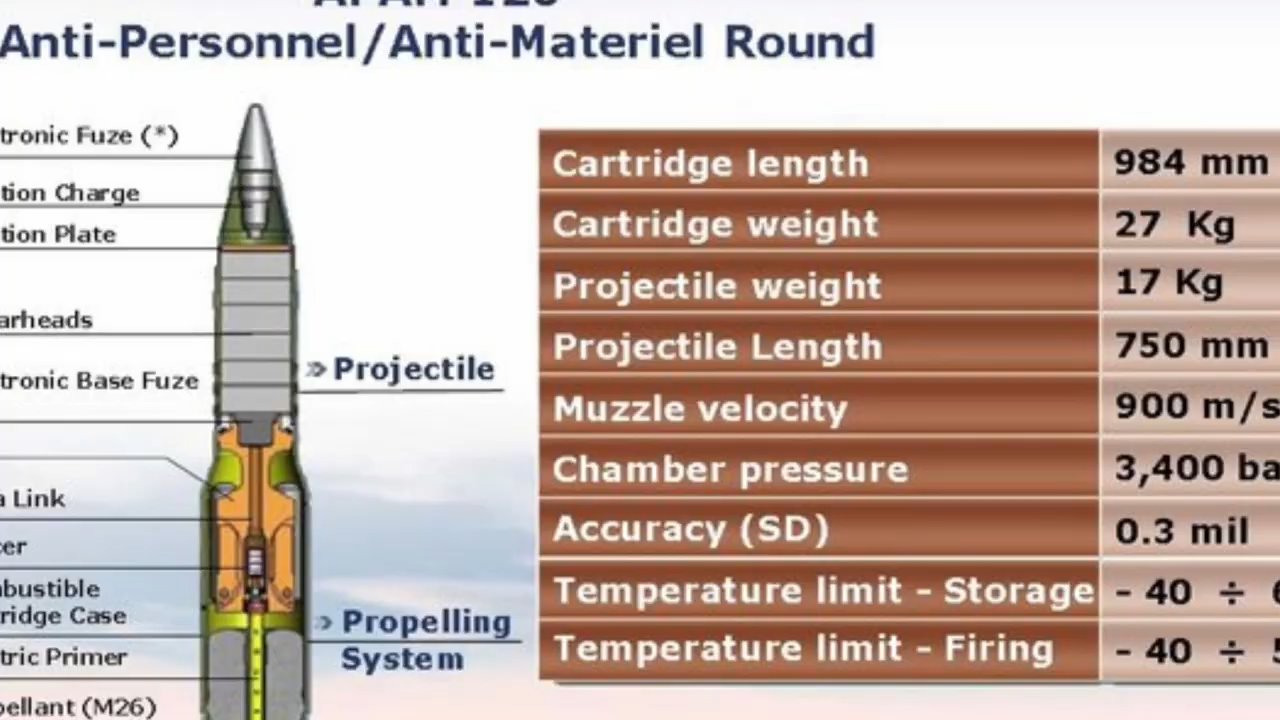 Anti-Personnel/Anti-Materiel Round
tronic Fuze (*)
tion Charge
tion Plate
arheads
tronic Base Fuze
a Link
cer
nbustible
ridge Case
tric Primer
pellant (M26)
» Projectile
» Propelling
System
Cartridge length 984 mm
Cartridge weight 27 Kg
Projectile weight 17 Kg
Projectile Length 750 mm
Muzzle velocity 900 m/s
Chamber pressure 3,400 ba
Accuracy (SD) 0.3 mil
Temperature limit - Storage - 40 ÷
Temperature limit - Firing - 40 ÷